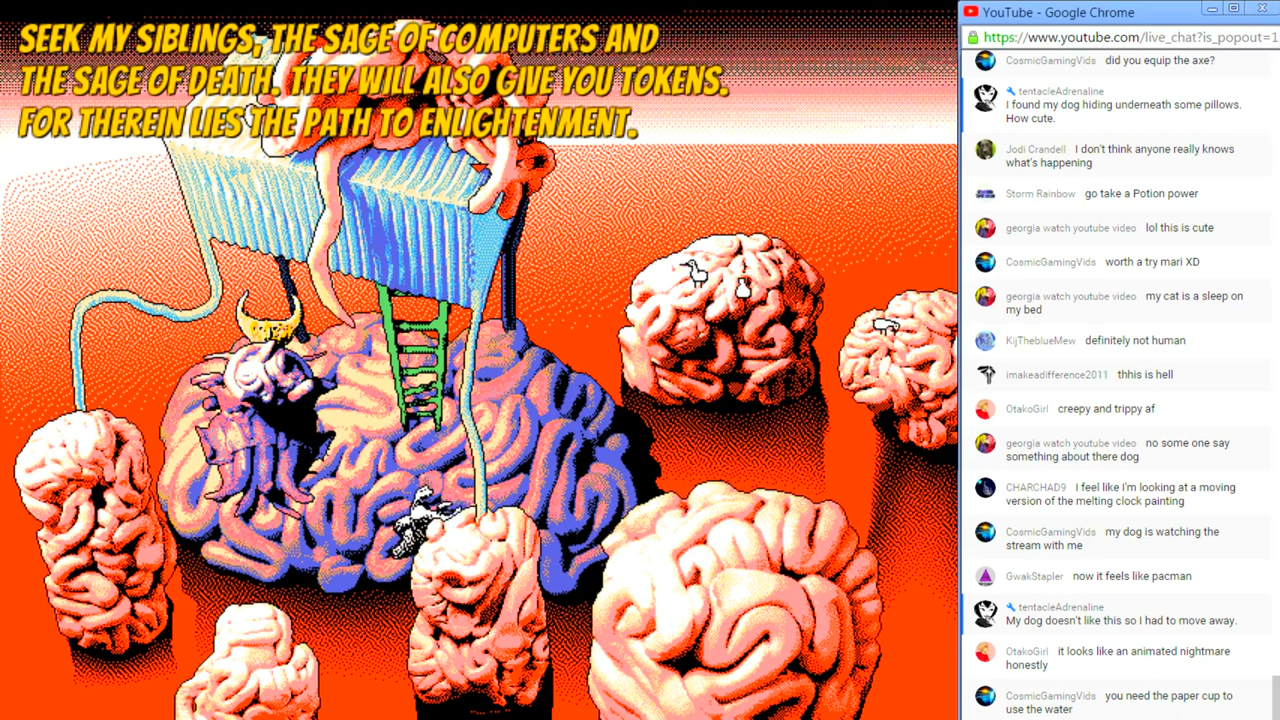 SEEK MY SIBLINGS, THE SAGE OF COMPUTERS AND
THE SAGE OF DEATH. THEY WILL ALSO GIVE YOU TOKENS.
FOR THEREIN LIES THE PATH TO ENLIGHTENMENT.
YouTube - Google Chrome
https://www.youtube.com/live_chat?is_popout=1
CosmicGamingVids did you equip the axe?
tentacleAdrenaline
I found my dog hiding underneath some pillows.
How cute.
Jodi Crandell I don't think anyone really knows
what's happening
Storm Rainbow go take a Potion power
georgia watch youtube video lol this is cute
CosmicGamingVids worth a try mari XD
georgia watch youtube video my cat is a sleep on
my bed
KijTheblueMew definitely not human
imakeadifference2011 thhis is hell
OtakoGirl creepy and trippy af
georgia watch youtube video no some one say
something about there dog
CHARCHAD9 I feel like I'm looking at a moving
version of the melting clock painting
CosmicGamingVids my dog is watching the
stream with me
GwakStapler now it feels like pacman
tentacleAdrenaline
My dog doesn't like this so I had to move away.
OtakoGirl it looks like an animated nightmare
honestly
CosmicGamingVids you need the paper cup to
use the water